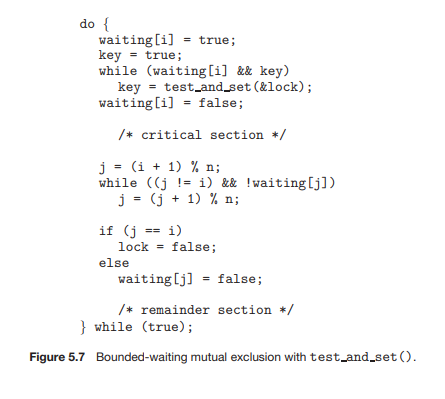 do {
waiting[i] = true;
key = true;
while (waiting[i] && key)
key = test_and_set(&lock);
waiting[i] = false;
/* critical section */
j = (i + 1) % n;
while ((j != i) && !waiting[j])
j = (j + 1) % n;
if (j == i)
lock = false;
else
waiting[j] = false;
/* remainder section */
} while (true);
Figure 5.7 Bounded-waiting mutual exclusion with test_and_set().